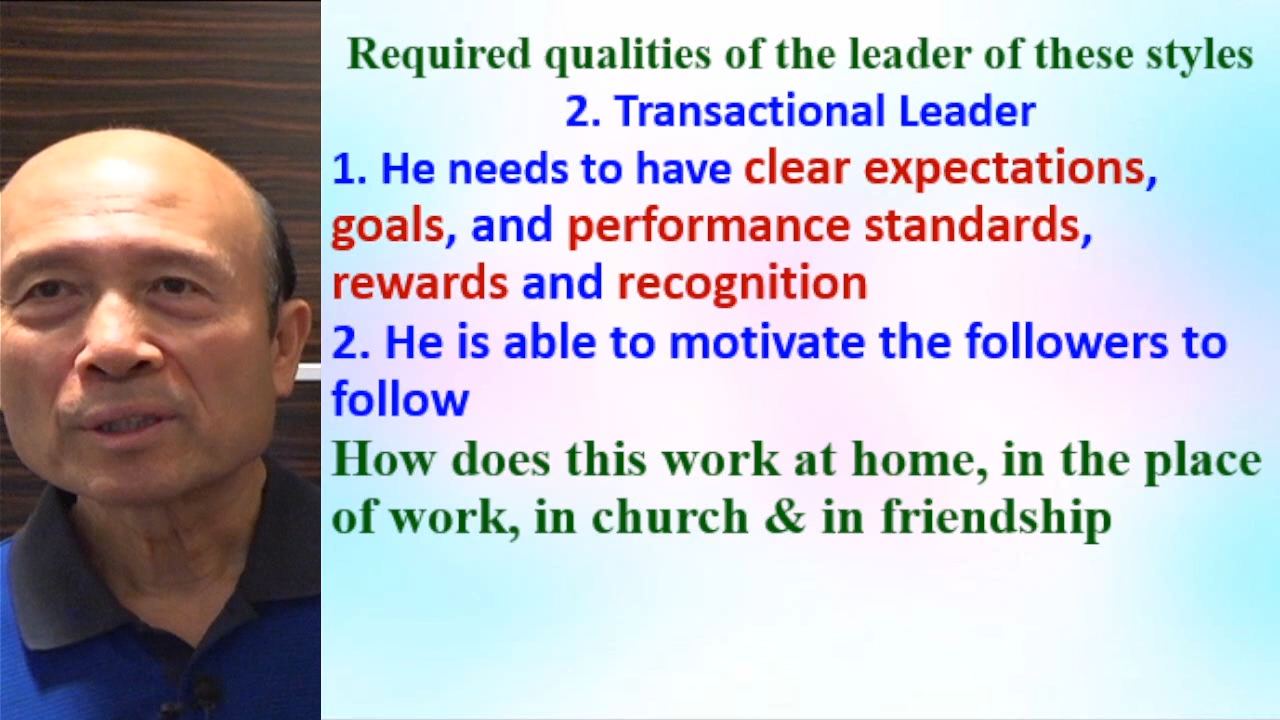 Required qualities of the leader of these styles
2. Transactional Leader
1. He needs to have clear expectations,
goals, and performance standards,
rewards and recognition
2. He is able to motivate the followers to
follow
How does this work at home, in the place
of work, in church & in friendship